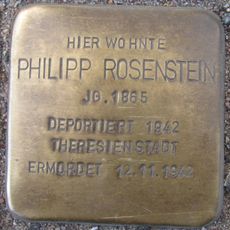 HIER WOHNTE
PHILIPP ROSENSTEIN
JG. 1865
DEPORTIERT 1942
THERESIENSTADT
ERMORDET 12.11.1942